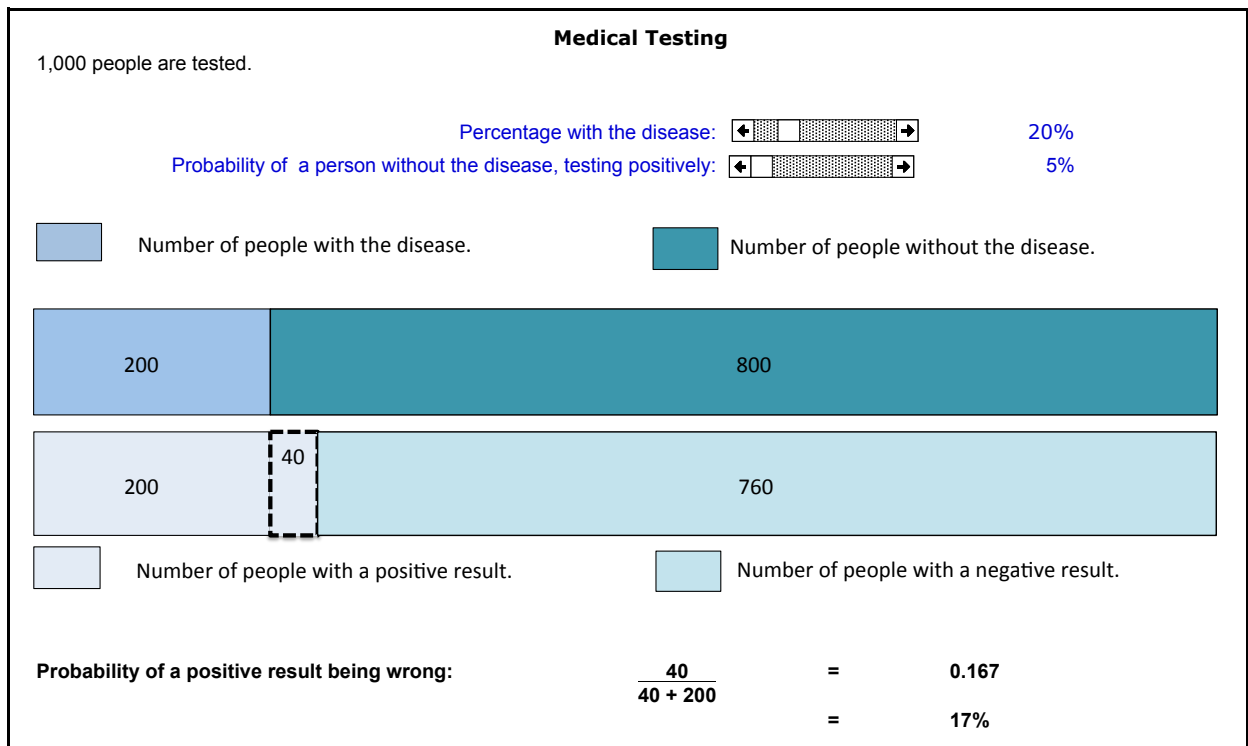 Medical Testing
1,000 people are tested.
Percentage with the disease: 20%
Probability of a person without the disease, testing positively: 5%
Number of people with the disease. Number of people without the disease.
200 800
40
200 760
Number of people with a positive result. Number of people with a negative result.
Probability of a positive result being wrong: 40 = 0.167
40 + 200
= 17%